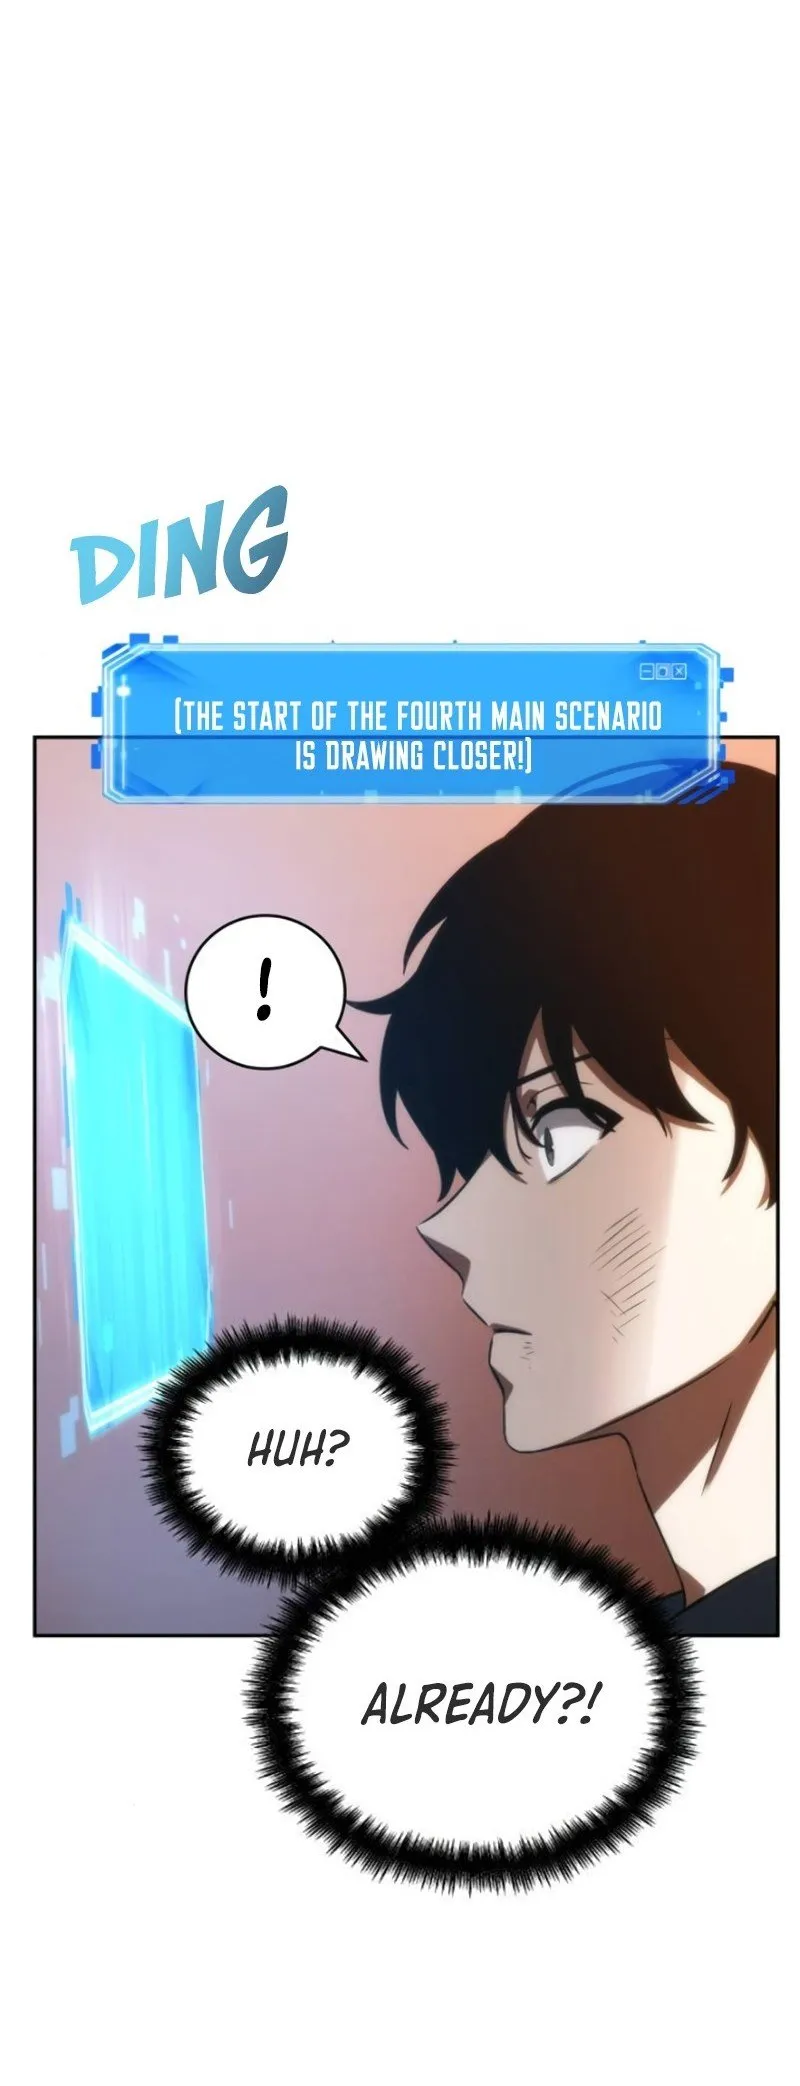 DING
[THE START OF THE FOURTH MAIN SCENARIO
IS DRAWING CLOSER!]
!
HUH?
ALREADY?!